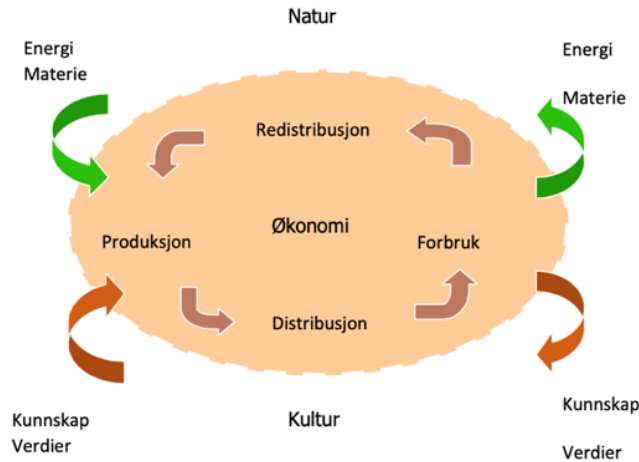 Natur
Energi
Materie
Energi
Materie
Redistribusjon
Økonomi
Produksjon
Forbruk
Distribusjon
Kunnskap
Verdier
Kultur
Kunnskap
Verdier